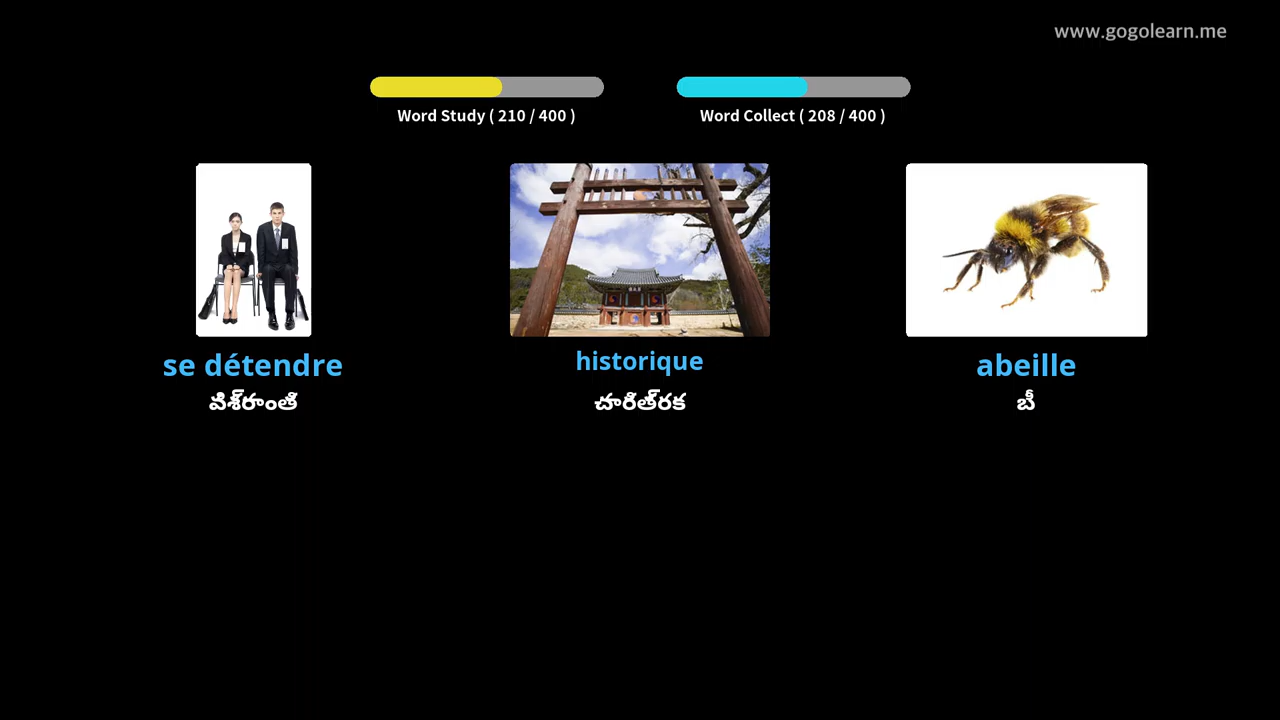 www.gogolearn.me
Word Study ( 210 / 400 )
Word Collect ( 208 / 400 )
se détendre
historique
abeille
విశ్రాంతి
చారిత్రక
బీ